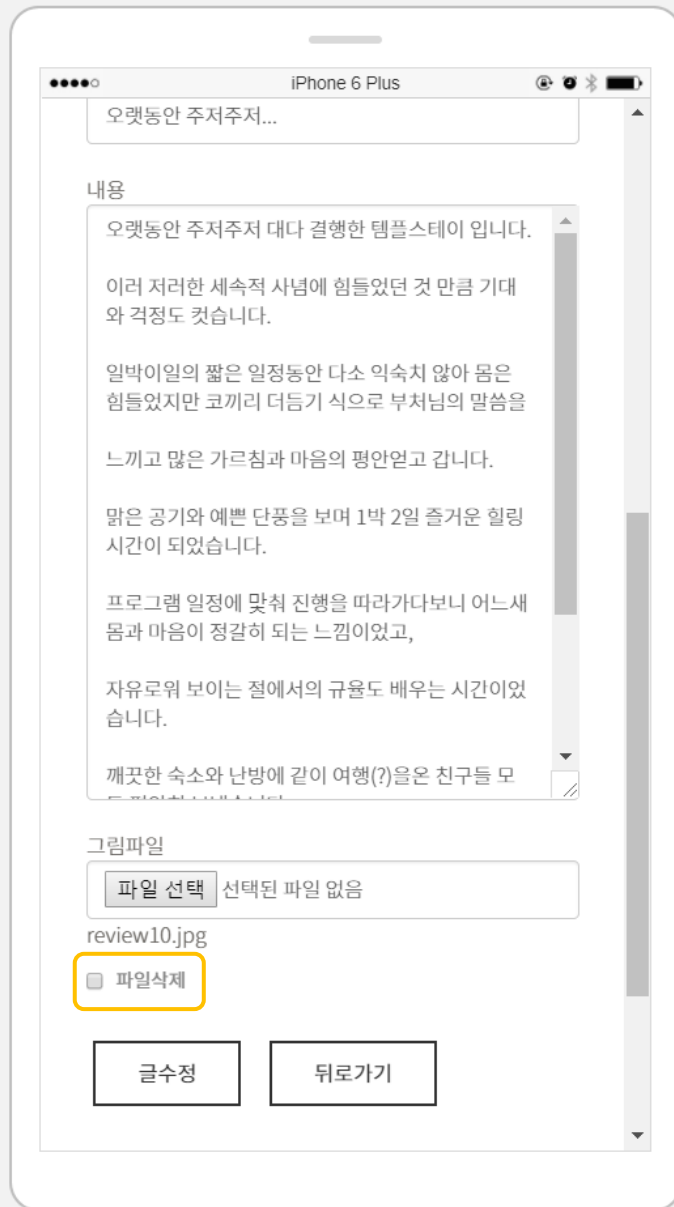 iPhone 6 Plus
오랫동안 주저주저...
내용
오랫동안 주저주저 대다 결행한 템플스테이 입니다.
이러 저러한 세속적 사념에 힘들었던 것 만큼 기대
와 걱정도 컷습니다.
일박이일의 짧은 일정동안 다소 익숙치 않아 몸은
힘들었지만 코끼리 더듬기 식으로 부처님의 말씀을
느끼고 많은 가르침과 마음의 평안얻고 갑니다.
맑은 공기와 예쁜 단풍을 보며 1박 2일 즐거운 힐링
시간이 되었습니다.
프로그램 일정에 맟춰 진행을 따라가다보니 어느새
몸과 마음이 정갈히 되는 느낌이었고,
자유로워 보이는 절에서의 규율도 배우는 시간이었
습니다.
깨끗한 숙소와 난방에 같이 여행(?)을온 친구들 모
그림파일
파일 선택 선택된 파일 없음
review10.jpg
파일삭제
글수정 뒤로가기